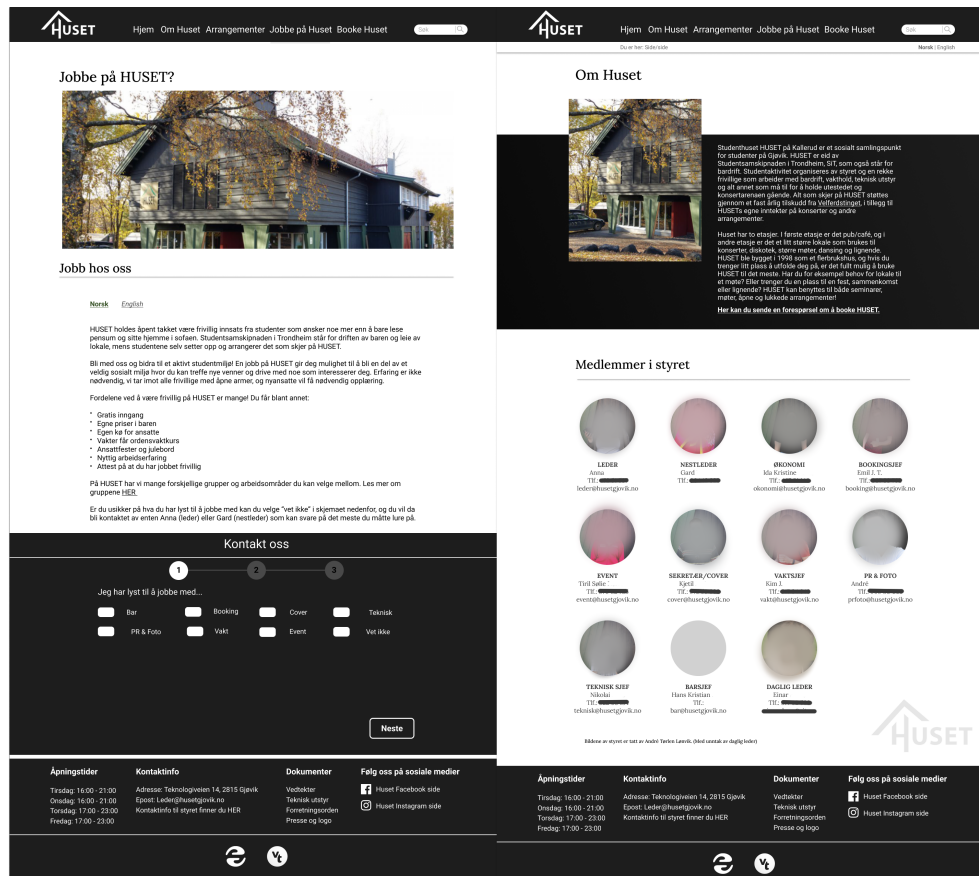 HUSET
Hjem Om Huset Arrangementer Jobbe på Huset Booke Huset
Søk
Jobbe på HUSET?
Jobb hos oss
Norsk English
HUSET holdes åpent takket være frivillig innsats fra studenter som ønsker noe mer enn å bare lese
pensum og sitte hjemme i sofaen. Studentsamskipnaden i Trondheim står for driften av baren og leie av
lokale, mens studentene selv setter opp og arrangerer det som skjer på HUSET.
Bli med oss og bidra til et aktivt studentmiljø! En jobb på HUSET gir deg mulighet til å bli en del av et
veldig sosialt miljø hvor du kan treffe nye venner og drive med noe som interesserer deg. Erfaring er ikke
nødvendig, vi tar imot alle frivillige med åpne armer, og nyansatte vil få nødvendig opplæring.
Fordelene ved å være frivillig på HUSET er mange! Du får blant annet:
* Gratis inngang
* Egne priser i baren
* Egen kø for ansatte
* Vakter får ordensvaktkurs
* Ansattfester og julebord
* Nyttig arbeidserfaring
* Attest på at du har jobbet frivillig
På HUSET har vi mange forskjellige grupper og arbeidsområder du kan velge mellom. Les mer om
gruppene HER
Er du usikker på hva du har lyst til å jobbe med kan du velge "vet ikke" i skjemaet nedenfor, og du vil da
bli kontaktet av enten Anna (leder) eller Gard (nestleder) som kan svare på det meste du måtte lure på.
Kontakt oss
1 2 3
Jeg har lyst til å jobbe med...
Bar Booking Cover Teknisk
PR & Foto Vakt Event Vet ikke
Neste
Åpningstider Kontaktinfo Dokumenter Følg oss på sosiale medier
Tirsdag: 16:00 - 21:00 Adresse: Teknologiveien 14, 2815 Gjøvik Vedtekter Huset Facebook side
Onsdag: 16:00 - 21:00 Epost: Leder@husetgjovik.no Teknisk utstyr
Torsdag: 17:00 - 23:00 Kontaktinfo til styret finner du HER Forretningsorden Huset Instagram side
Fredag: 17:00 - 23:00 Presse og logo
Vt
HUSET
Hjem Om Huset Arrangementer Jobbe på Huset Booke Huset
Søk
Du er her: Side/side Norsk | English
Om Huset
Studenthuset HUSET på Kallerud er et sosialt samlingspunkt
for studenter på Gjøvik. HUSET er eid av
Studentsamskipnaden i Trondheim, SiT, som også står for
bardrift. Studentaktivitet organiseres av styret og en rekke
frivillige som arbeider med bardrift, vakthold, teknisk utstyr
og alt annet som må til for å holde utestedet og
konsertarenaen gående. Alt som skjer på HUSET støttes
gjennom et fast årlig tilskudd fra Velferdstinget, i tillegg til
HUSETs egne inntekter på konserter og andre
arrangementer.
Huset har to etasjer. I første etasje er det pub/café, og i
andre etasje er det et litt større lokale som brukes til
konserter, diskotek, større møter, dansing og lignende.
HUSET ble bygget i 1998 som et flerbrukshus, og hvis du
trenger litt plass å utfolde deg på, er det fullt mulig å bruke
HUSET til det meste. Har du for eksempel behov for lokale til
et møte? Eller trenger du en plass til en fest, sammenkomst
eller lignende? HUSET kan benyttes til både seminarer,
møter, åpne og lukkede arrangementer!
Her kan du sende en forespørsel om å booke HUSET.
Medlemmer i styret
LEDER NESTLEDER ØKONOMI BOOKINGSJEF
Anna Gard Ida Kristine Emil J. T.
Tlf.: Tlf.: Tlf.: Tlf.:
leder@husetgjovik.no okonomi@husetgjovik.no booking@husetgjovik.no
EVENT SEKRETÆR/COVER VAKTSJEF PR & FOTO
Tiril Sølie Kjetil Kim J. André
Tlf.: Tlf.: Tlf.: Tlf.:
event@husetgjovik.no cover@husetgjovik.no vakt@husetgjovik.no prfoto@husetgjovik.no
TEKNISK SJEF BARSJEF DAGLIG LEDER
Nikolai Hans Kristian Einar
Tlf.: Tlf.: Tlf.:
teknisk@husetgjovik.no bar@husetgjovik.no
Bildene av styret er tatt av André Tørlen Lønvik. (Med unntak av daglig leder)
HUSET
Åpningstider Kontaktinfo Dokumenter Følg oss på sosiale medier
Tirsdag: 16:00 - 21:00 Adresse: Teknologiveien 14, 2815 Gjøvik Vedtekter Huset Facebook side
Onsdag: 16:00 - 21:00 Epost: Leder@husetgjovik.no Teknisk utstyr
Torsdag: 17:00 - 23:00 Kontaktinfo til styret finner du HER Forretningsorden Huset Instagram side
Fredag: 17:00 - 23:00 Presse og logo
Vt